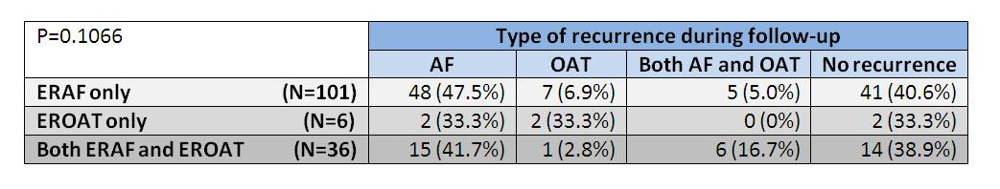 P=0.1066 Type of recurrence during follow-up
AF OAT Both AF and OAT No recurrence
ERAF only (N=101) 48 (47.5%) 7 (6.9%) 5 (5.0%) 41 (40.6%)
EROAT only (N=6) 2 (33.3%) 2 (33.3%) 0 (0%) 2 (33.3%)
Both ERAF and EROAT (N=36) 15 (41.7%) 1 (2.8%) 6 (16.7%) 14 (38.9%)